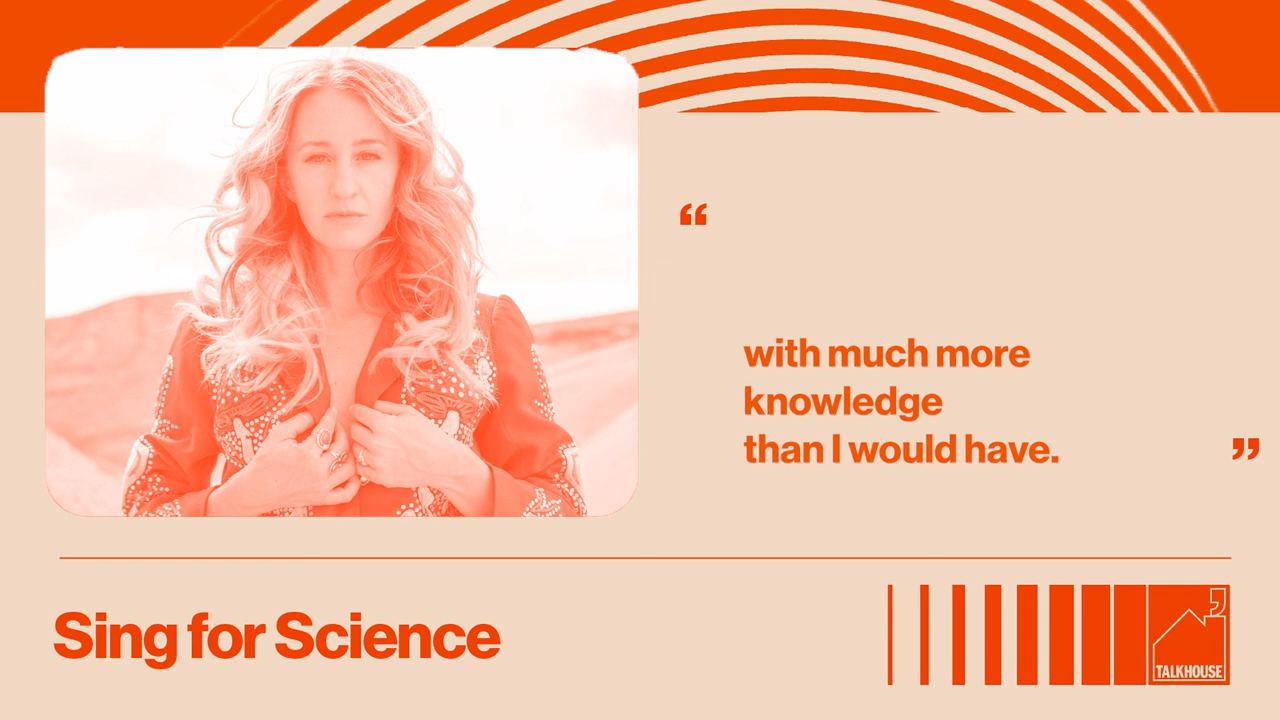 “
with much more
knowledge
than I would have.
”
Sing for Science
TALKHOUSE